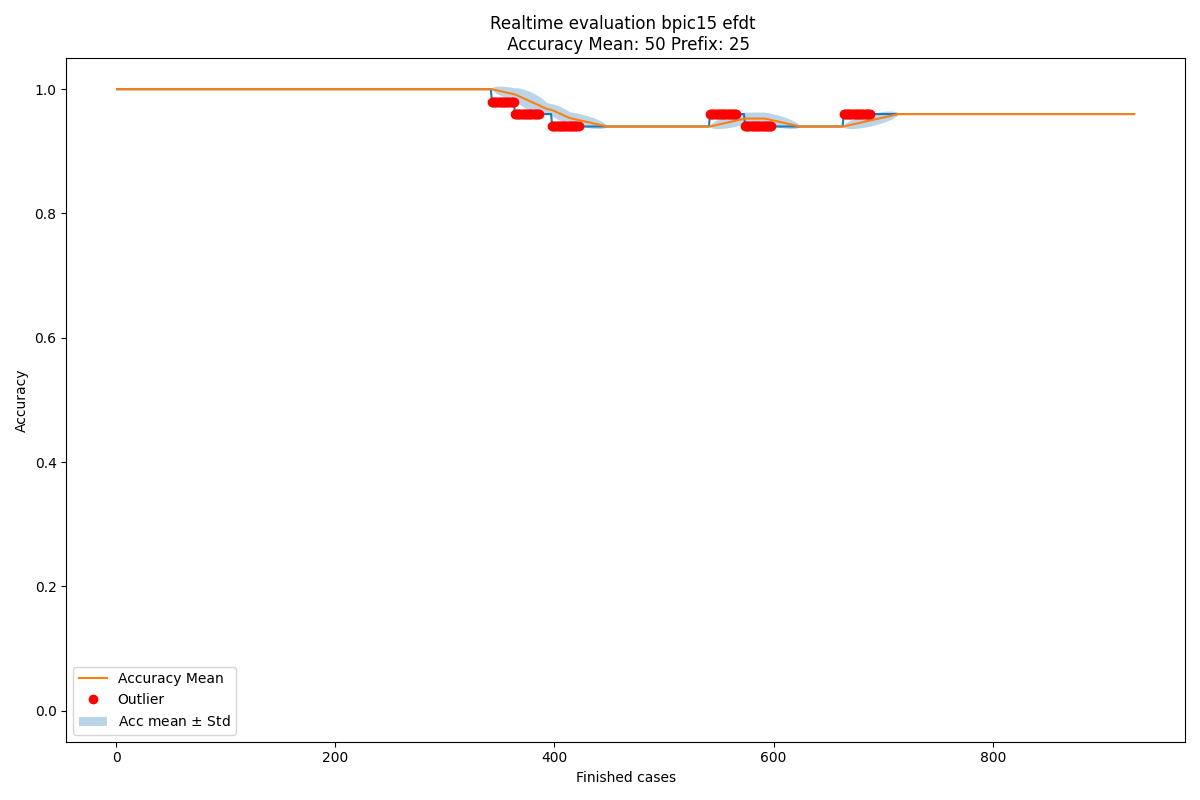 Realtime evaluation bpic15 efdt
Accuracy Mean: 50 Prefix: 25
1.0
0.8
0.6
0.4
0.2
0.0
Accuracy
Accuracy Mean
Outlier
Acc mean ± Std
0 200 400 600 800
Finished cases